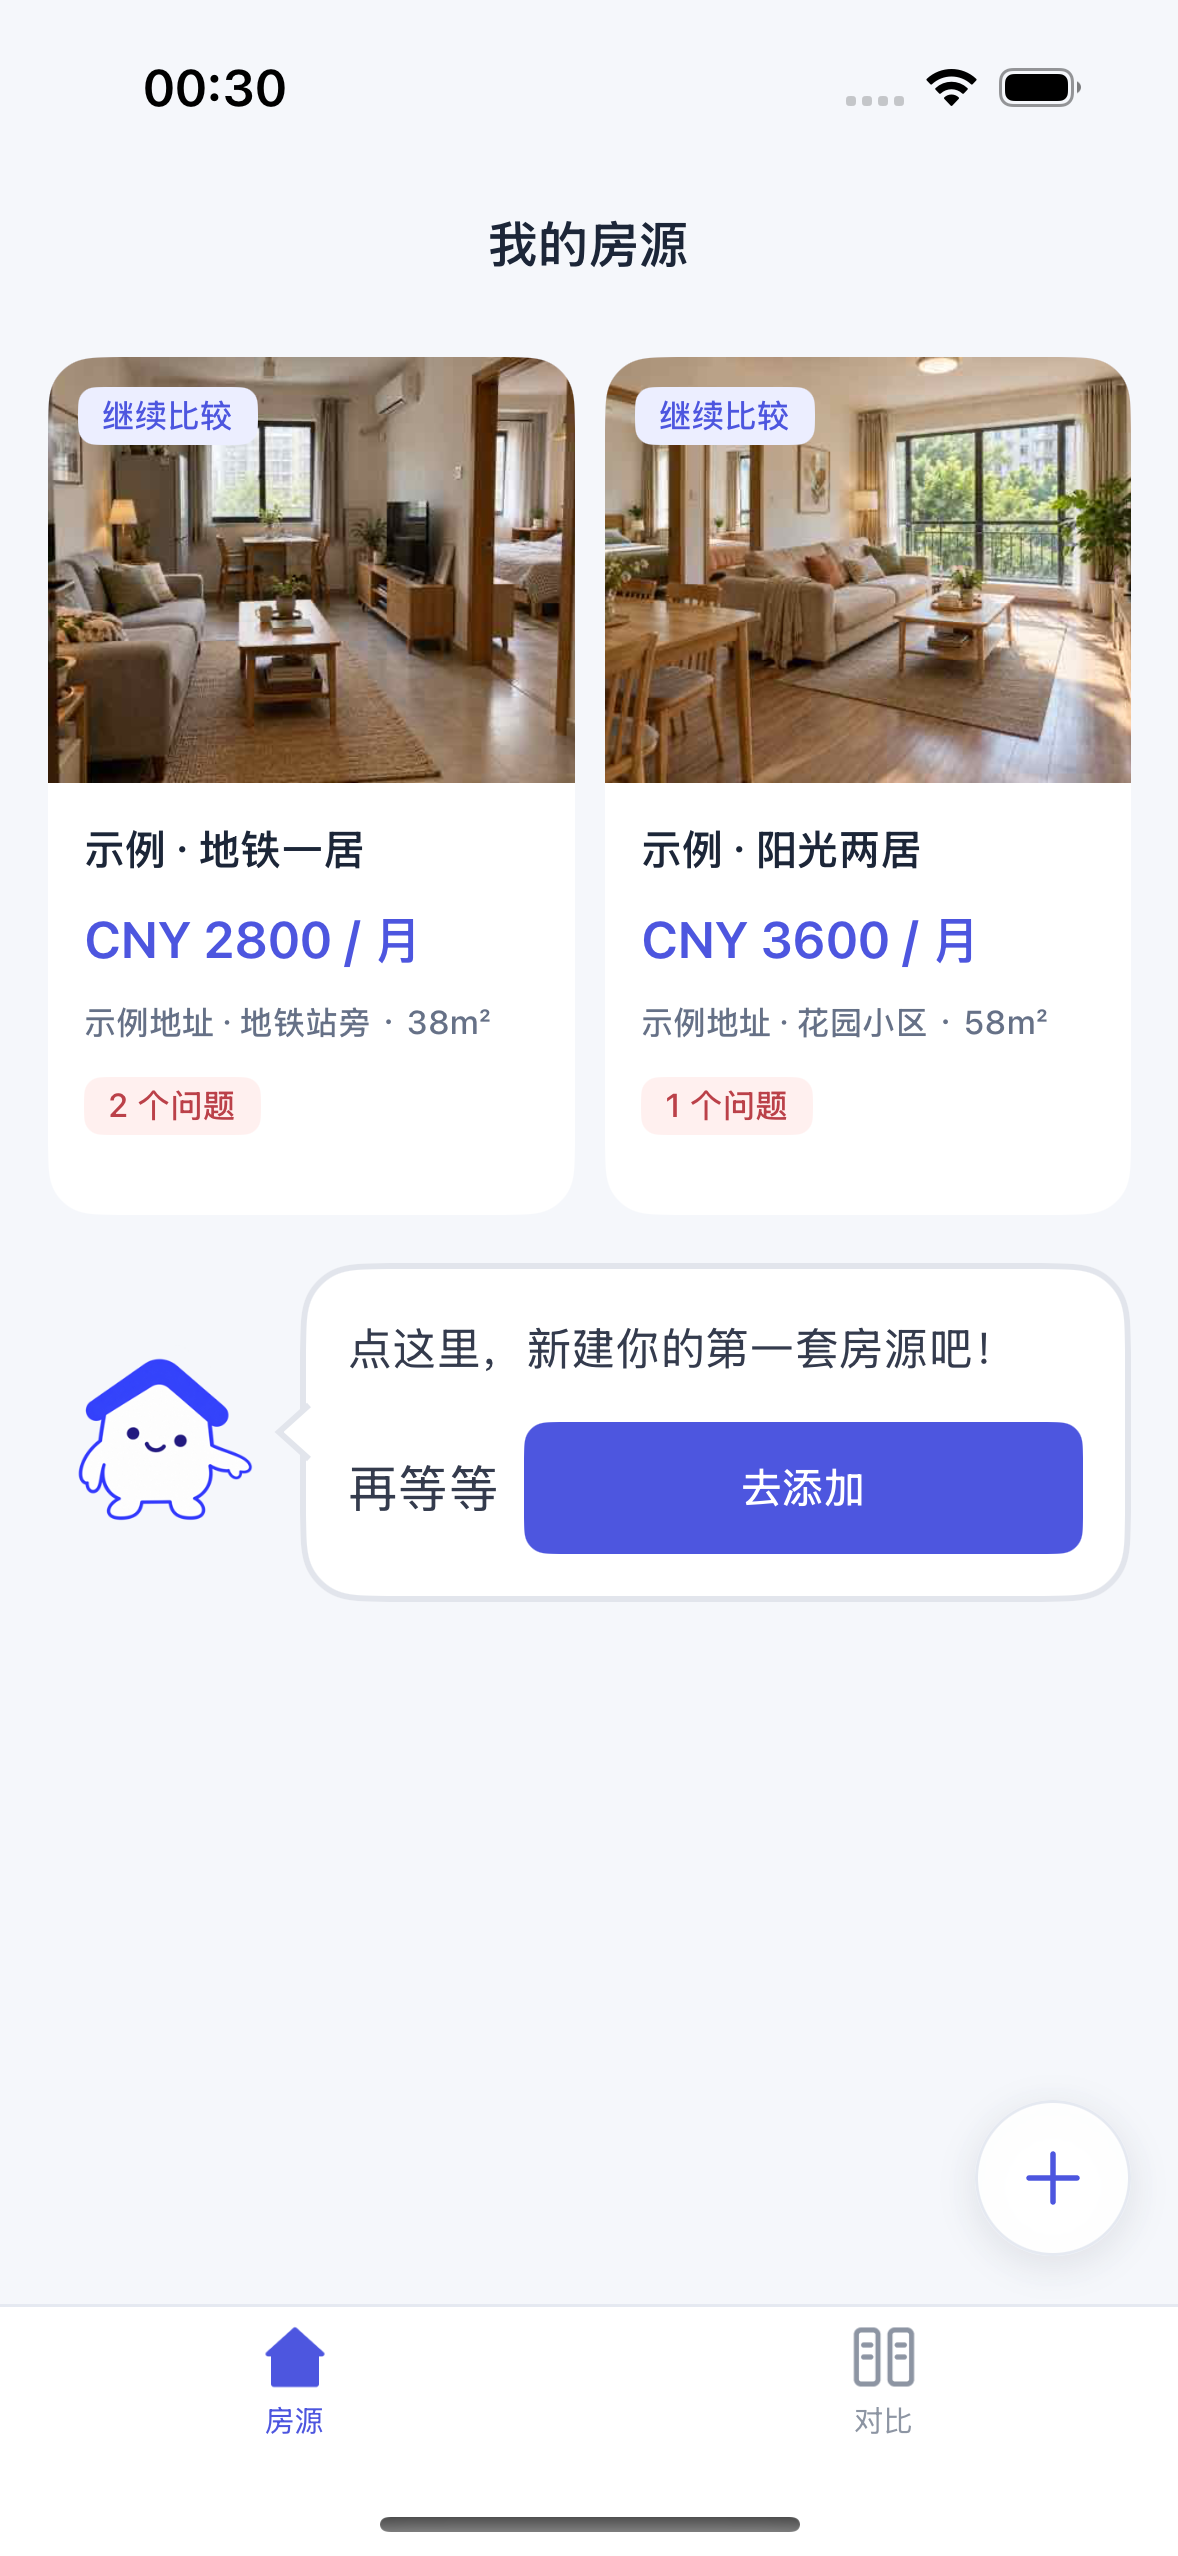 00:30
我的房源
继续比较
继续比较
示例 · 地铁一居
CNY 2800 / 月
示例地址 · 地铁站旁 · 38m²
2 个问题
示例 · 阳光两居
CNY 3600 / 月
示例地址 · 花园小区 · 58m²
1 个问题
点这里，新建你的第一套房源吧！
再等等
去添加
房源
对比